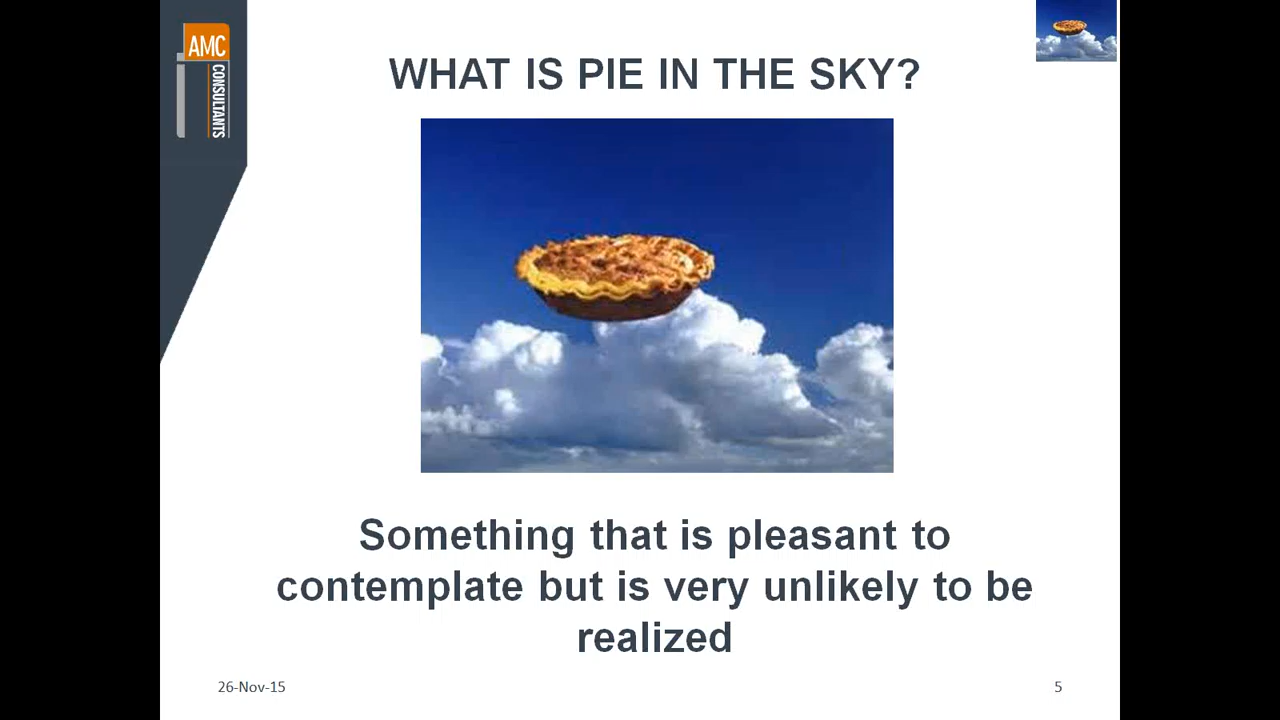 AMC
CONSULTANTS
WHAT IS PIE IN THE SKY?
Something that is pleasant to
contemplate but is very unlikely to be
realized
26-Nov-15
5